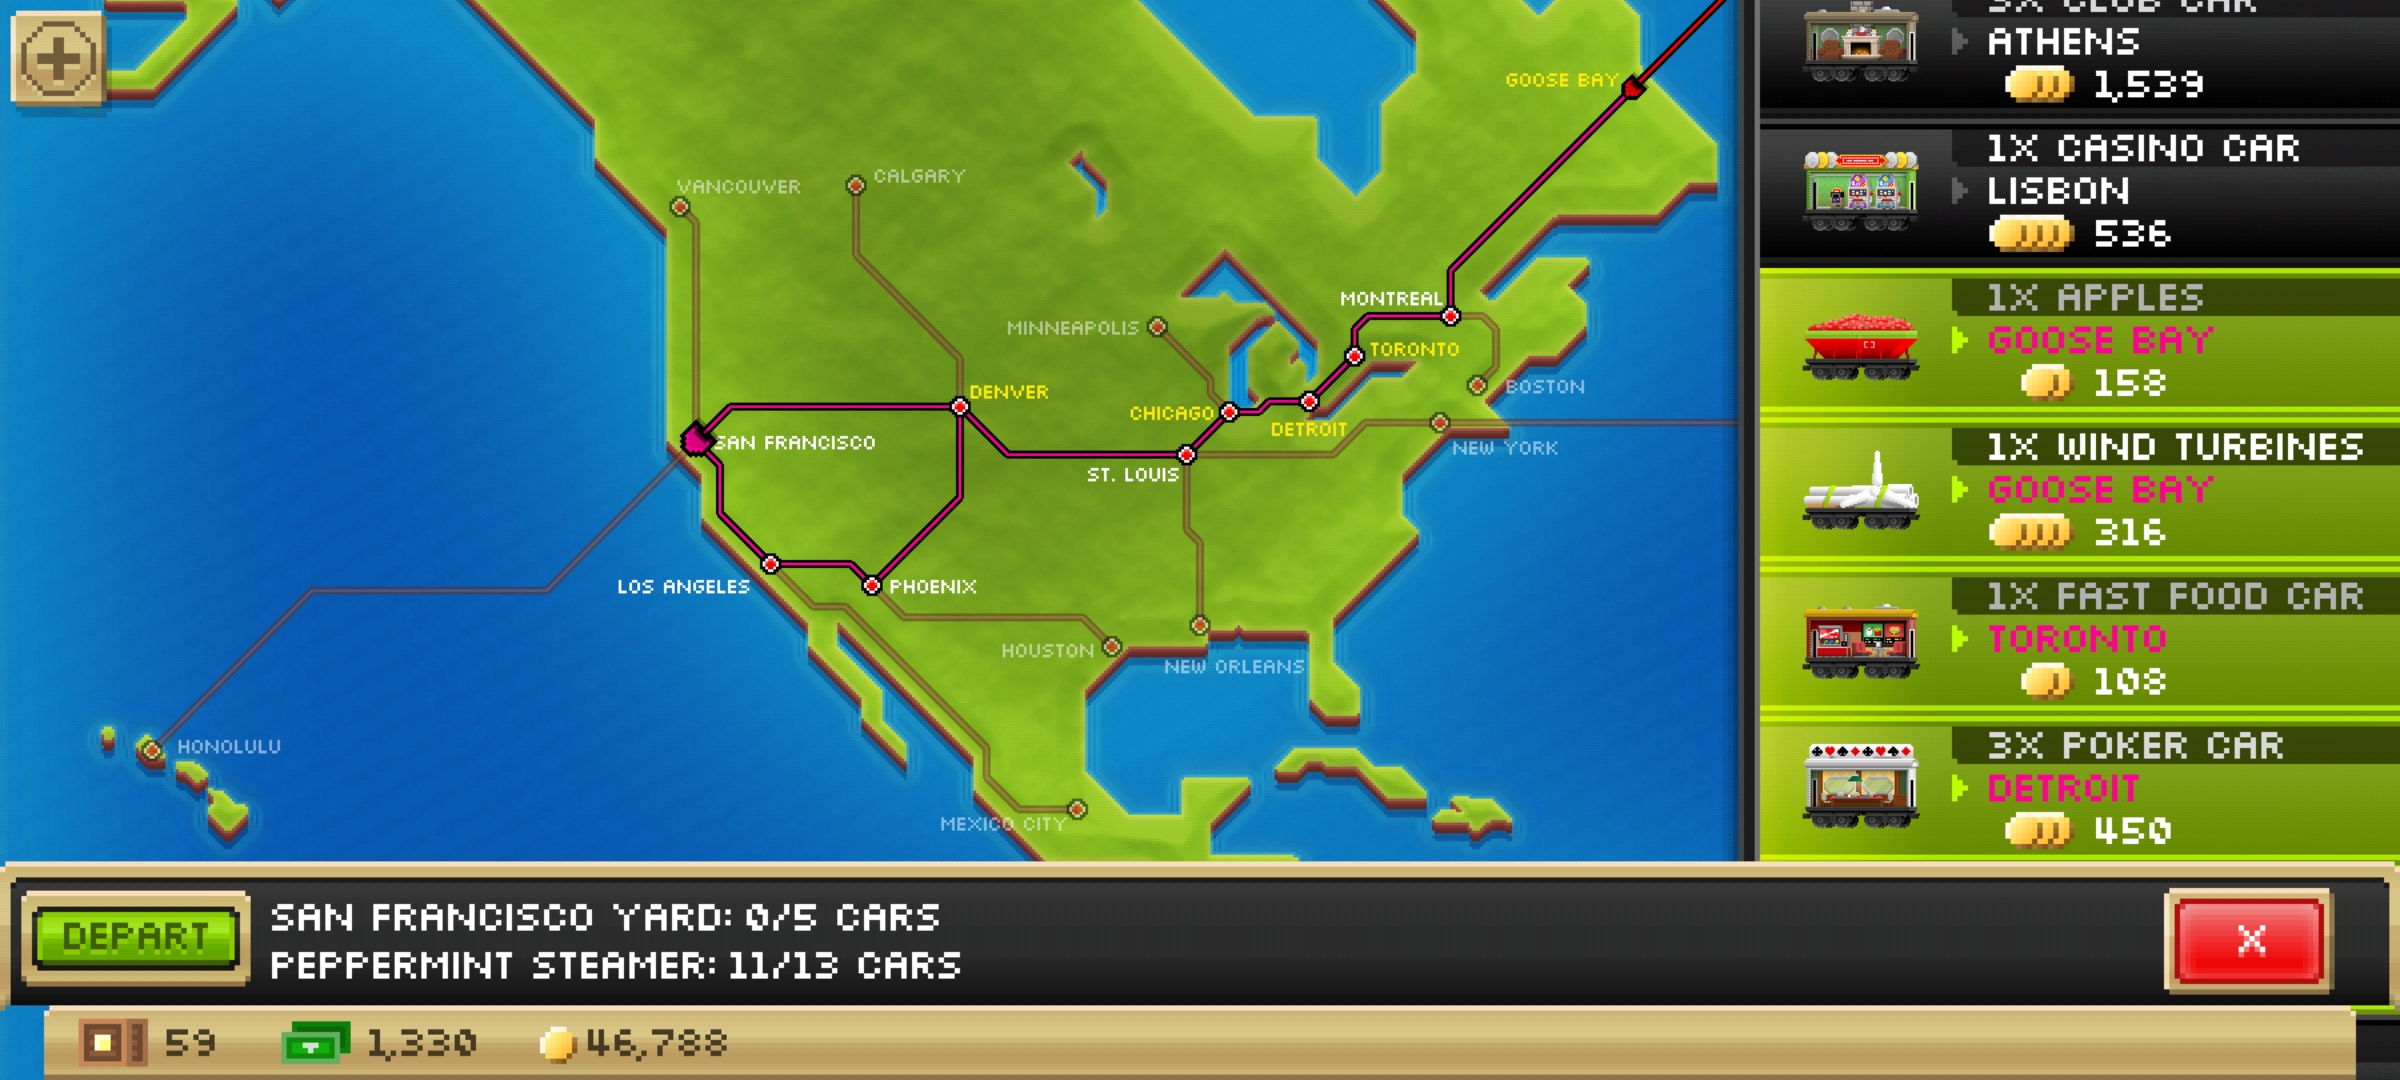 GOOSE BAY
VANCOUVER
CALGARY
MINNEAPOLIS
MONTREAL
TORONTO
DENVER
CHICAGO
DETROIT
BOSTON
SAN FRANCISCO
ST. LOUIS
NEW YORK
LOS ANGELES
PHOENIX
HOUSTON
NEW ORLEANS
HONOLULU
MEXICO CITY
3X CLUB CAR
ATHENS
1,539
1X CASINO CAR
LISBON
536
1X APPLES
GOOSE BAY
158
1X WIND TURBINES
GOOSE BAY
316
1X FAST FOOD CAR
TORONTO
108
3X POKER CAR
DETROIT
450
DEPART
SAN FRANCISCO YARD: 0/5 CARS
PEPPERMINT STEAMER: 11/13 CARS
X
59
1,330
46,788